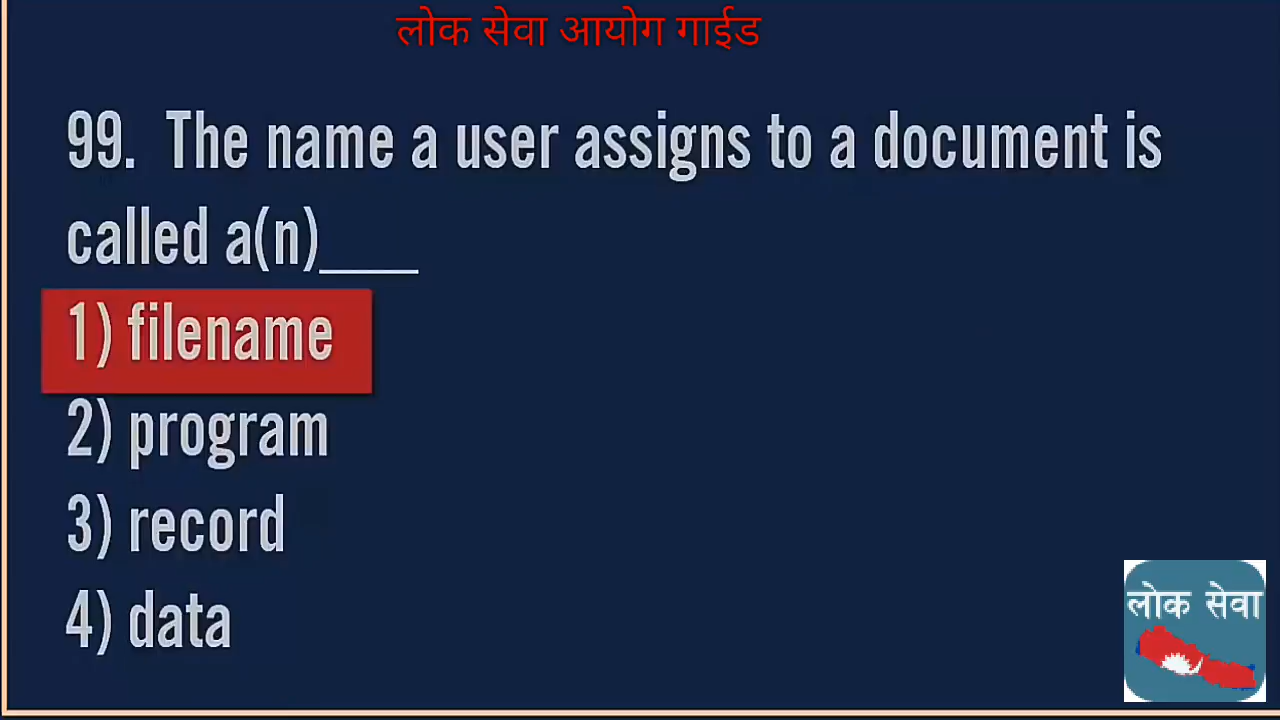 लोक सेवा आयोग गाईड
99. The name a user assigns to a document is
called a(n)____
1) filename
2) program
3) record
4) data
लोक सेवा